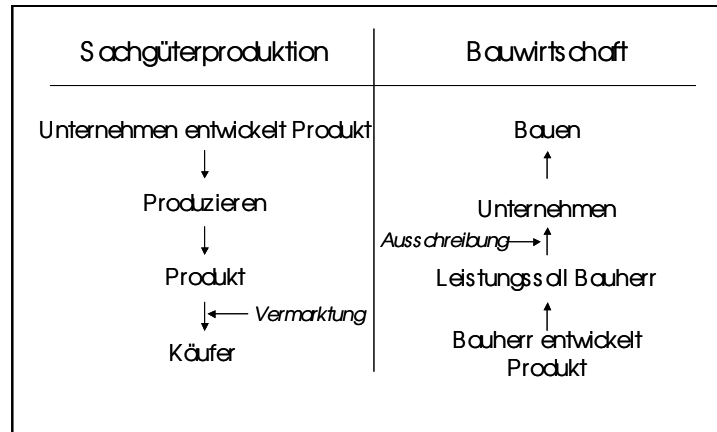 Sachgüterproduktion
Unternehmen entwickelt Produkt
Produzieren
Produkt
Vermarktung
Käufer
Bauwirtschaft
Bauen
Unternehmen
Ausschreibung
Leistungssoll Bauherr
Bauherr entwickelt
Produkt